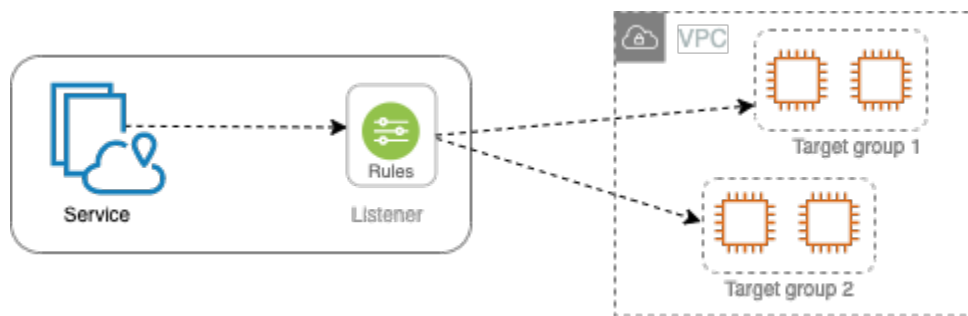 VPC
Rules
Target group 1
Service
Listener
Target group 2